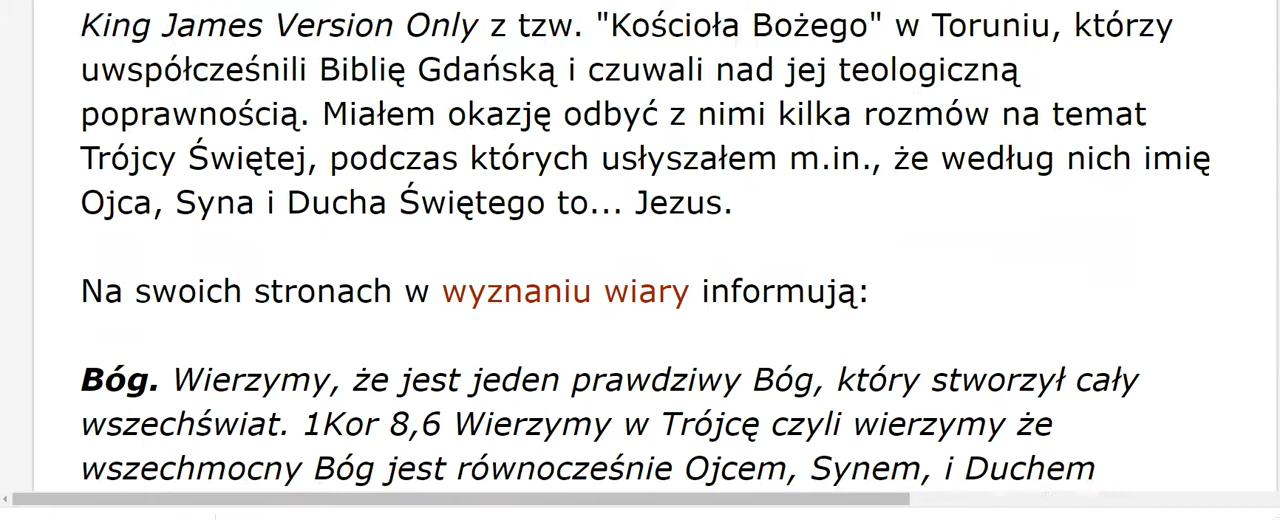 King James Version Only z tzw. "Kościoła Bożego" w Toruniu, którzy
uwspółcześnili Biblię Gdańską i czuwali nad jej teologiczną
poprawnością. Miałem okazję odbyć z nimi kilka rozmów na temat
Trójcy Świętej, podczas których usłyszałem m.in., że według nich imię
Ojca, Syna i Ducha Świętego to... Jezus.
Na swoich stronach w wyznaniu wiary informują:
Bóg. Wierzymy, że jest jeden prawdziwy Bóg, który stworzył cały
wszechświat. 1Kor 8,6 Wierzymy w Trójcę czyli wierzymy że
wszechmocny Bóg jest równocześnie Ojcem, Synem, i Duchem